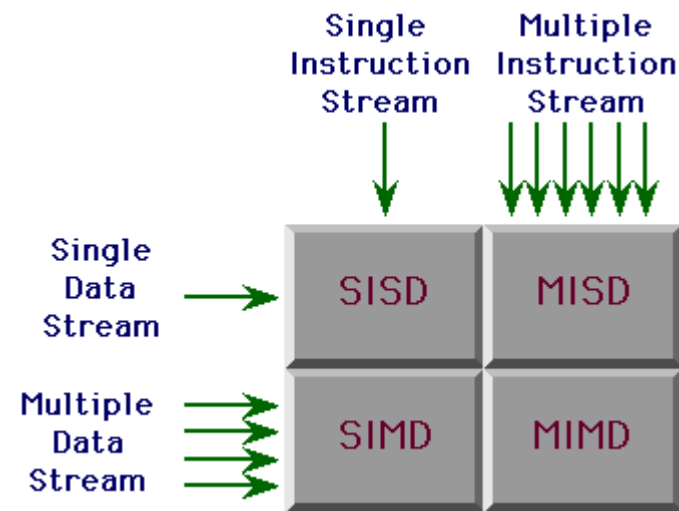 Single
Instruction
Stream
Multiple
Instruction
Stream
Single
Data
Stream
SISD
MISD
Multiple
Data
Stream
SIMD
MIMD